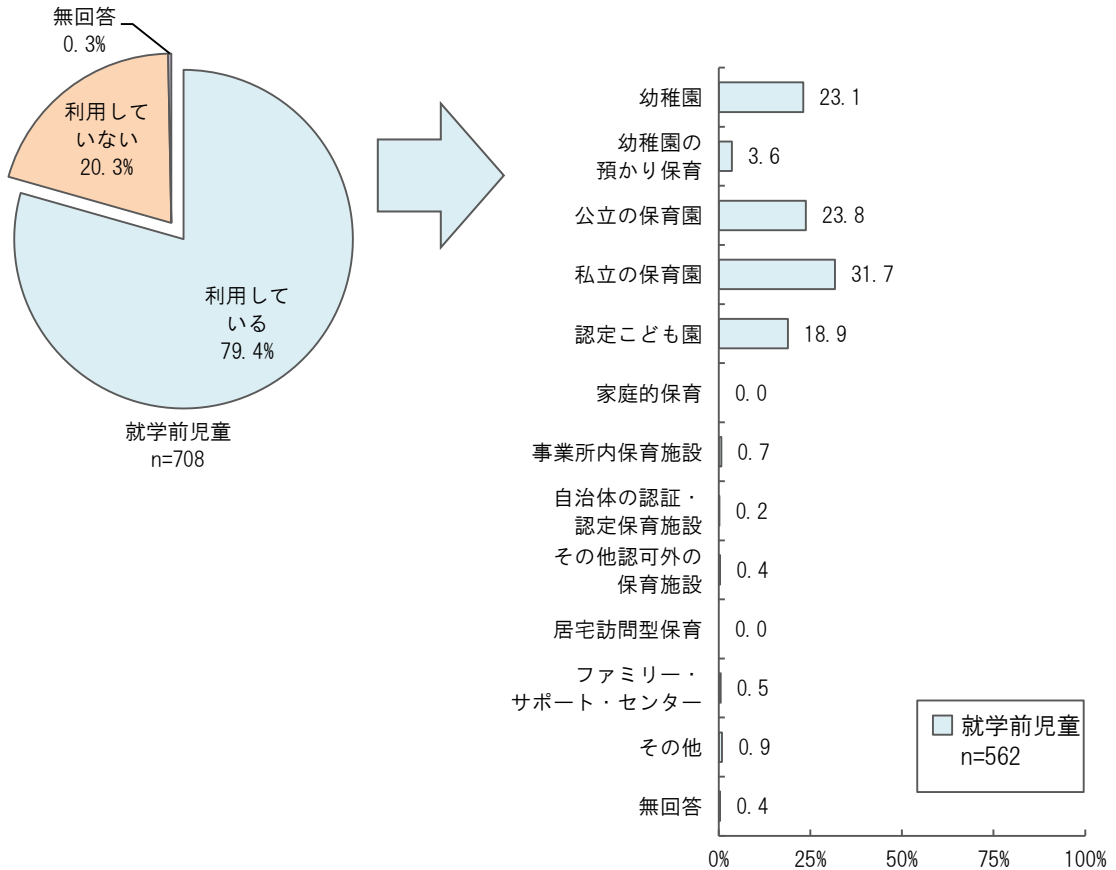 無回答
0.3%
利用して
いない
20.3%
利用して
いる
79.4%
就学前児童
n=708
幼稚園
23.1
幼稚園の
預かり保育
3.6
公立の保育園
23.8
私立の保育園
31.7
認定こども園
18.9
家庭的保育
0.0
事業所内保育施設
0.7
自治体の認証・
認定保育施設
0.2
その他認可外の
保育施設
0.4
居宅訪問型保育
0.0
ファミリー・
サポート・センター
0.5
その他
0.9
無回答
0.4
0% 25% 50% 75% 100%
就学前児童
n=562